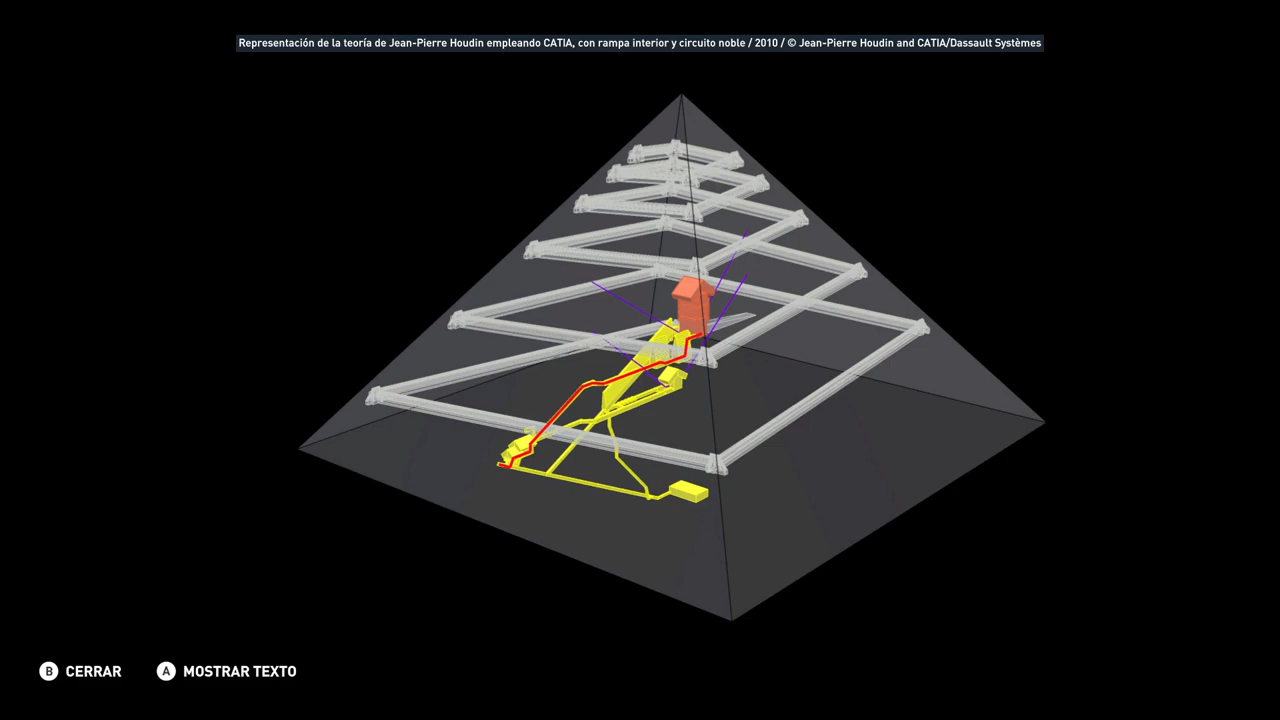 Representación de la teoría de Jean-Pierre Houdin empleando CATIA, con rampa interior y circuito noble / 2010 / © Jean-Pierre Houdin and CATIA/Dassault Systèmes
B CERRAR A MOSTRAR TEXTO